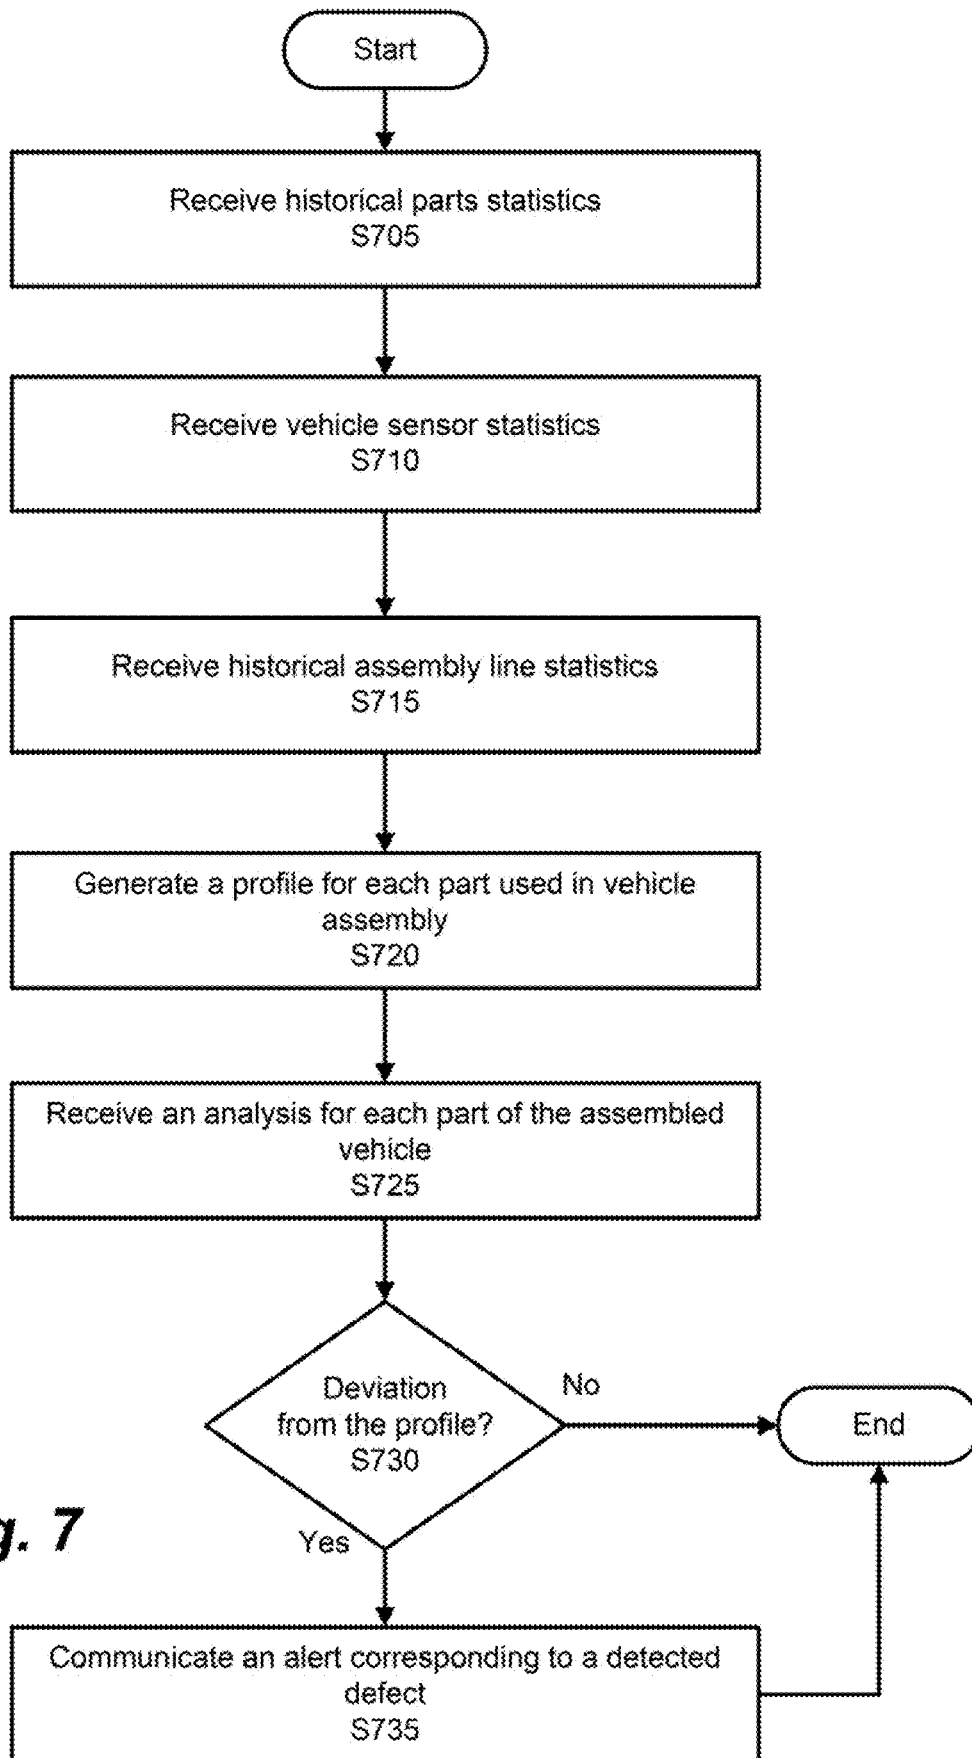 Start
Receive historical parts statistics
S705
Receive vehicle sensor statistics
S710
Receive historical assembly line statistics
S715
Generate a profile for each part used in vehicle
assembly
S720
Receive an analysis for each part of the assembled
vehicle
S725
Deviation
from the profile?
S730
No
End
Yes
g. 7
Communicate an alert corresponding to a detected
defect
S735